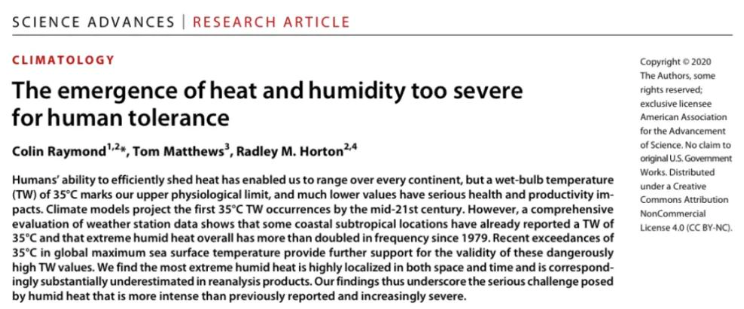 SCIENCE ADVANCES | RESEARCH ARTICLE
CLIMATOLOGY
The emergence of heat and humidity too severe
for human tolerance
Colin Raymond1,2*, Tom Matthews3, Radley M. Horton2,4
Humans' ability to efficiently shed heat has enabled us to range over every continent, but a wet-bulb temperature
(TW) of 35°C marks our upper physiological limit, and much lower values have serious health and productivity im-
pacts. Climate models project the first 35°C TW occurrences by the mid-21st century. However, a comprehensive
evaluation of weather station data shows that some coastal subtropical locations have already reported a TW of
35°C and that extreme humid heat overall has more than doubled in frequency since 1979. Recent exceedances of
35°C in global maximum sea surface temperature provide further support for the validity of these dangerously
high TW values. We find the most extreme humid heat is highly localized in both space and time and is correspond-
ingly substantially underestimated in reanalysis products. Our findings thus underscore the serious challenge posed
by humid heat that is more intense than previously reported and increasingly severe.
Copyright © 2020
The Authors, some
rights reserved;
exclusive licensee
American Association
for the Advancement
of Science. No claim to
original U.S. Government
Works. Distributed
under a Creative
Commons Attribution
NonCommercial
License 4.0 (CC BY-NC).